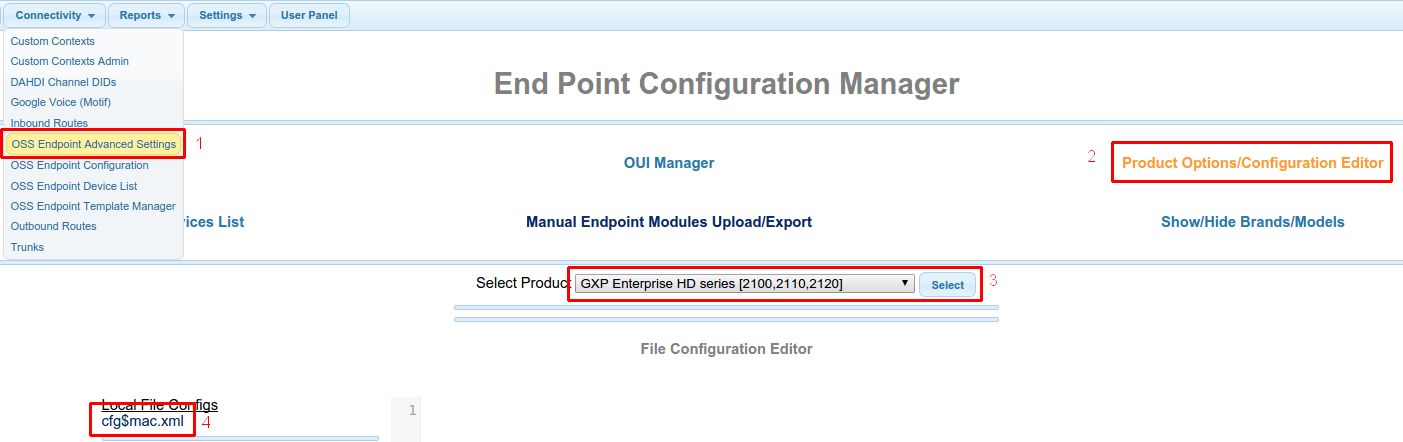 Connectivity Reports Settings User Panel
Custom Contexts
Custom Contexts Admin
DAHDI Channel DIDs
Google Voice (Motif)
Inbound Routes
OSS Endpoint Advanced Settings 1
OSS Endpoint Configuration
OSS Endpoint Device List
OSS Endpoint Template Manager
Outbound Routes
Trunks
End Point Configuration Manager
OUI Manager 2 Product Options/Configuration Editor
ices List Manual Endpoint Modules Upload/Export Show/Hide Brands/Models
Select Product GXP Enterprise HD series [2100,2110,2120] Select 3
File Configuration Editor
Local File Configs
cfg$mac.xml 4
1